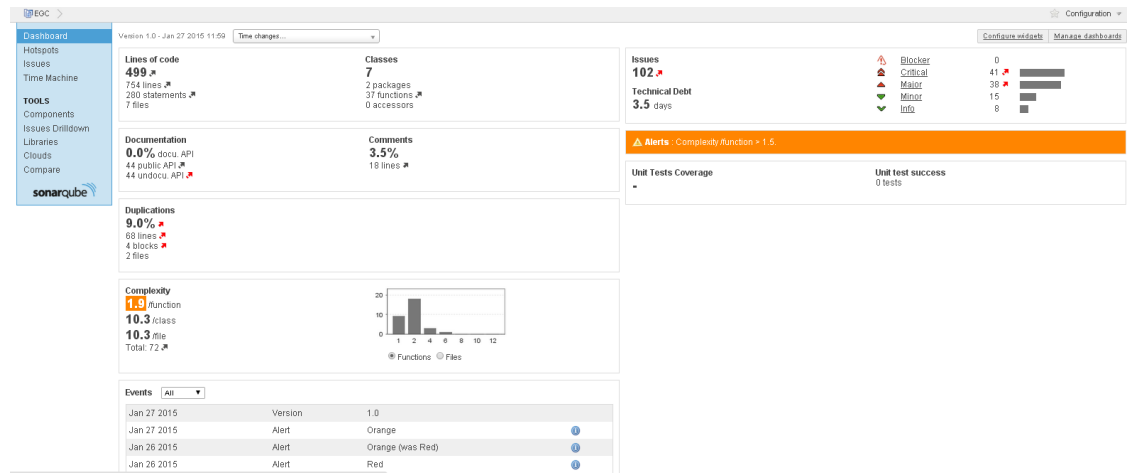 EGC
Configuration
Dashboard
Hotspots
Issues
Time Machine
TOOLS
Components
Issues Drilldown
Libraries
Clouds
Compare
sonarqube
Version 1.0 - Jan 27 2015 11:59 Time changes...
Configure widgets Manage dashboards
Lines of code
499
754 lines
280 statements
7 files
Classes
7
2 packages
37 functions
0 accessors
Documentation
0.0% docu. API
44 public API
44 undocu. API
Comments
3.5%
18 lines
Duplications
9.0%
68 lines
4 blocks
2 files
Complexity
1.9 /function
10.3 /class
10.3 /file
Total: 72
20
10
0
1 2 4 6 8 10 12
Functions Files
Events All
Jan 27 2015 Version 1.0
Jan 27 2015 Alert Orange
Jan 26 2015 Alert Orange (was Red)
Jan 26 2015 Alert Red
Issues
102
Technical Debt
3.5 days
Blocker 0
Critical 41
Major 38
Minor 15
Info 8
Alerts : Complexity /function > 1.5.
Unit Tests Coverage
-
Unit test success
0 tests